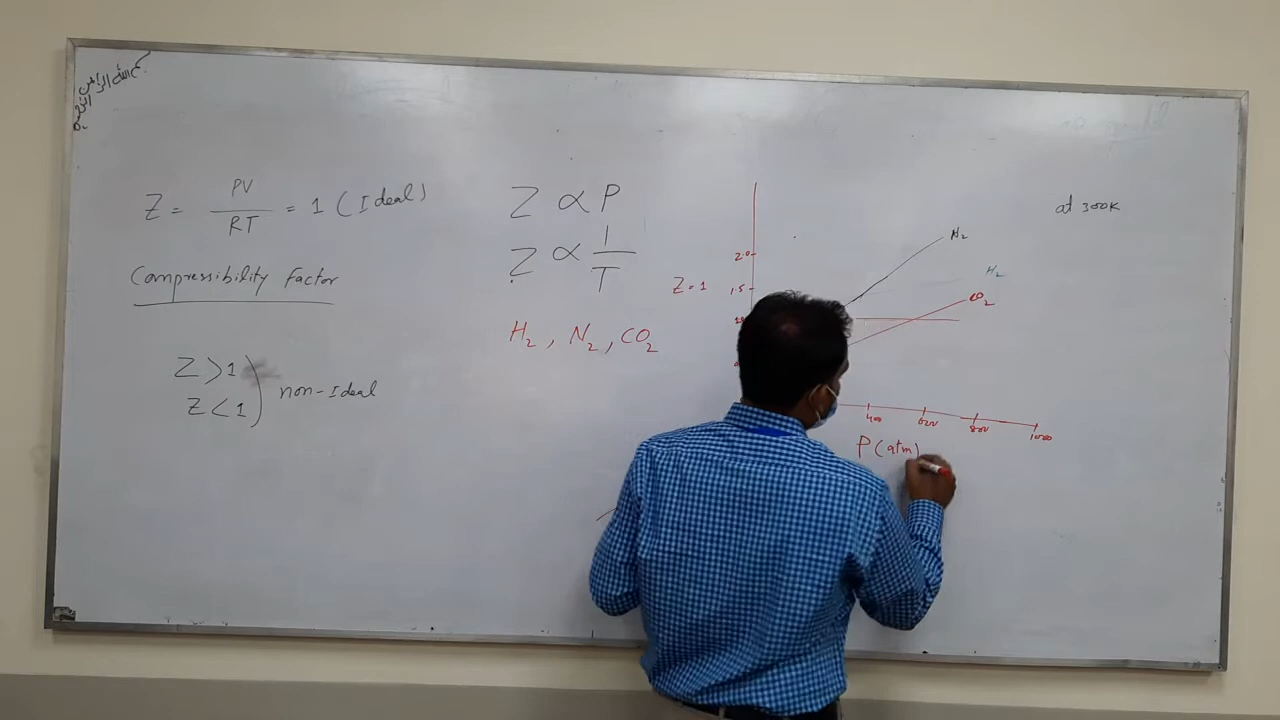 Z = PV / RT = 1 (Ideal)
Compressibility factor
Z > 1
Z < 1
non-Ideal
Z ∝ P
Z ∝ 1 / T
H₂, N₂, CO₂
at 300K
2.0
Z = 1
1.5
H₂
H₂
CO₂
400
600
800
1000
P (atm)